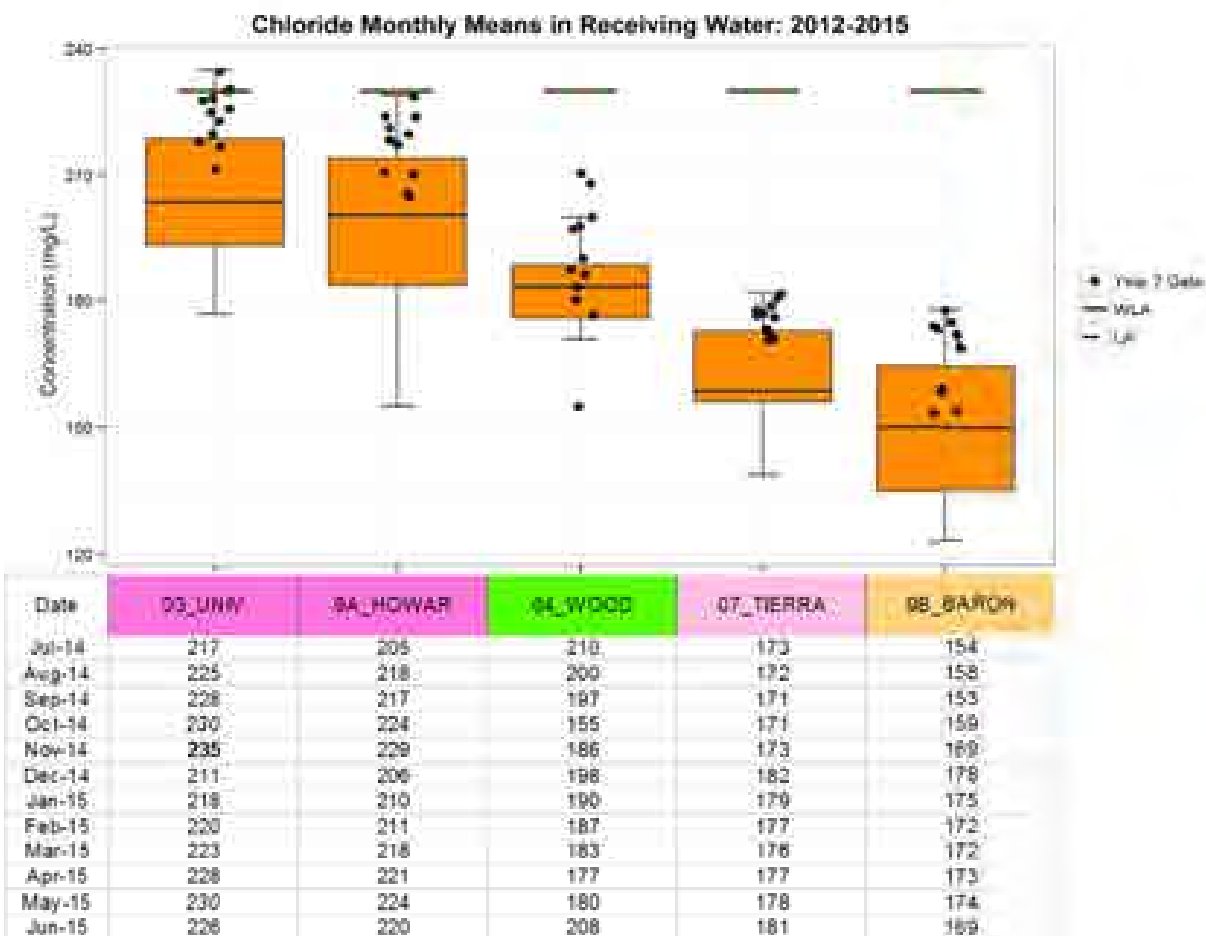 Chloride Monthly Means in Receiving Water: 2012-2015
240
210
180
150
120
Concentration (mg/L)
Year 7 Data
WLA
Date 03_UNIV 9A_HOWAR 04_WOOD 07_TIERRA 9B_BARON
Jul-14 217 205 210 173 154
Aug-14 225 218 200 172 158
Sep-14 228 217 197 171 153
Oct-14 230 224 155 171 159
Nov-14 235 229 186 173 169
Dec-14 211 206 198 182 178
Jan-15 218 210 190 179 175
Feb-15 220 211 187 177 172
Mar-15 223 218 183 176 172
Apr-15 228 221 177 177 173
May-15 230 224 180 178 174
Jun-15 226 220 208 181 169